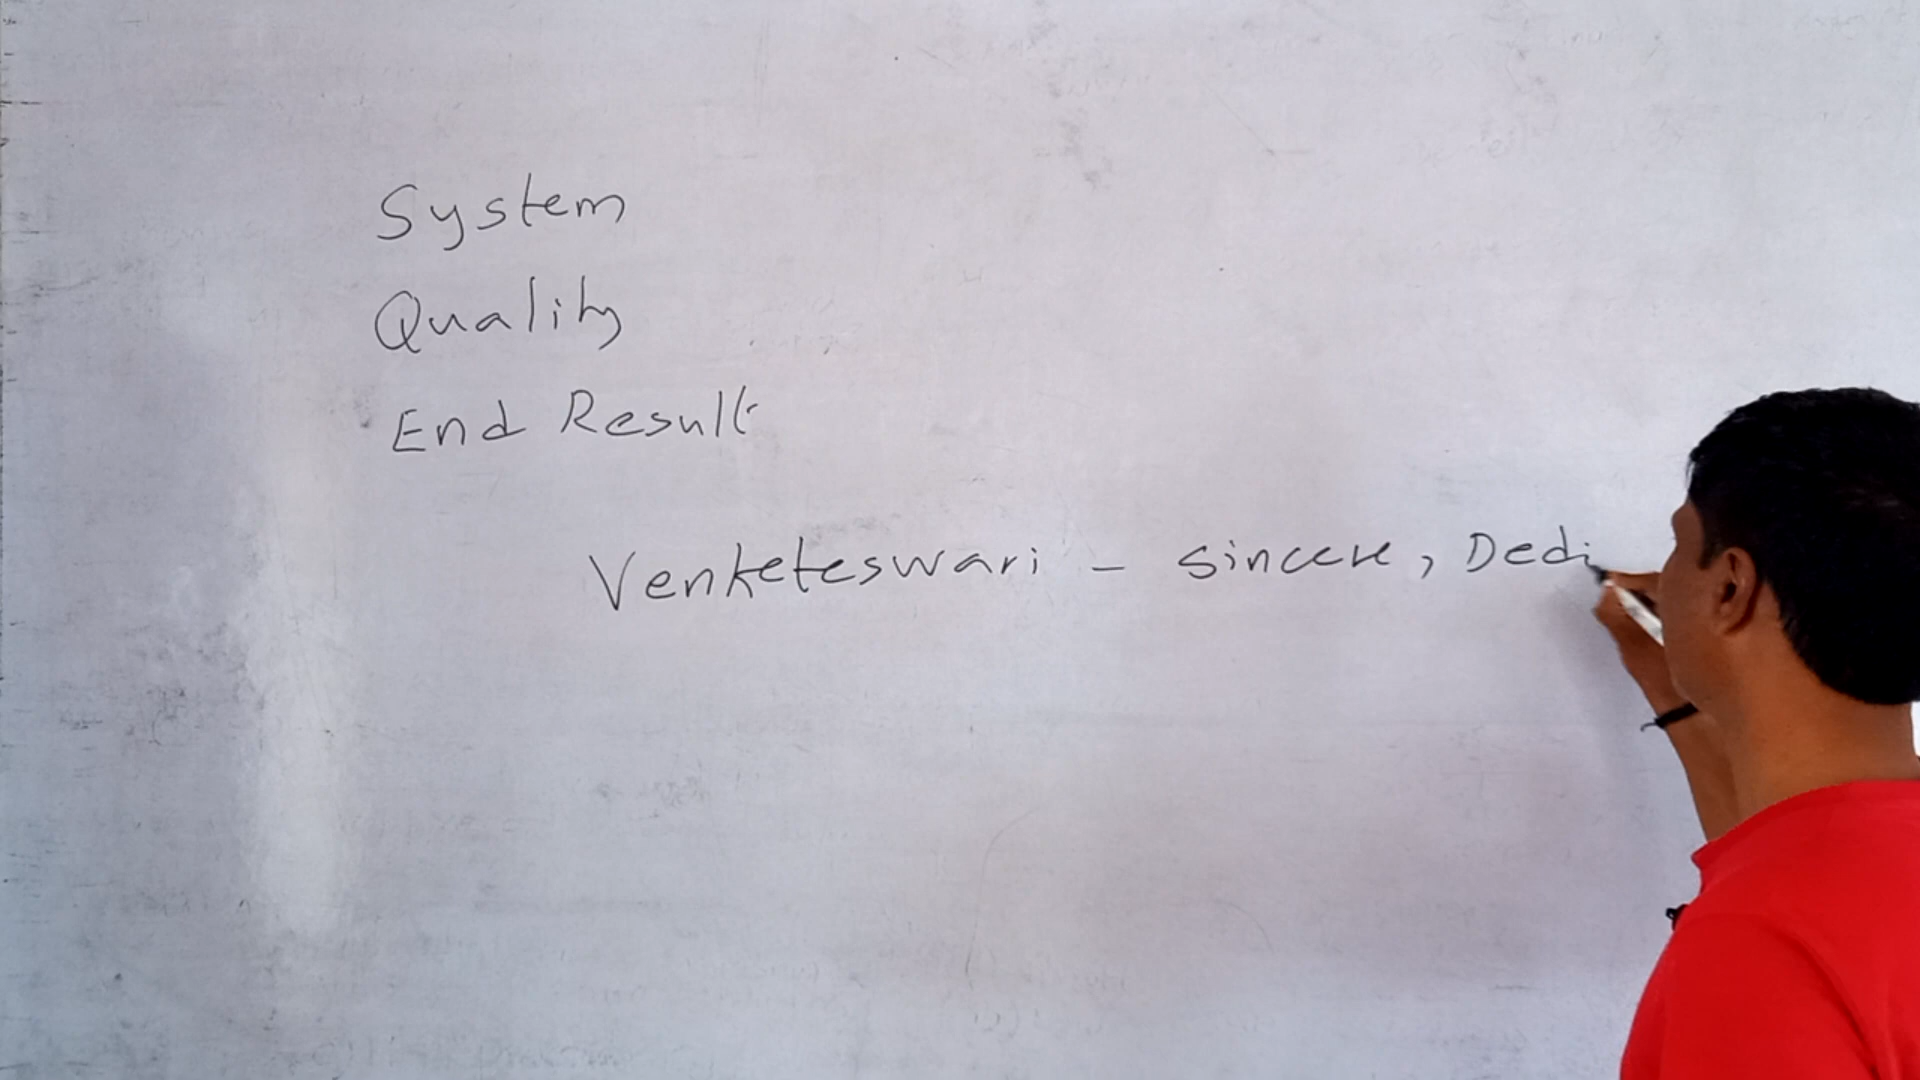 System
Quality
End Result
Venketeswari - sincere, Dedi